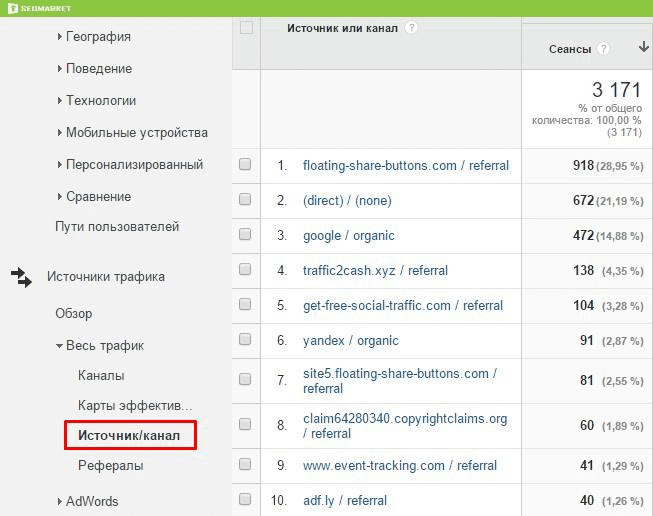 SEOMARKET
География
Поведение
Технологии
Мобильные устройства
Персонализированный
Сравнение
Пути пользователей
Источники трафика
Обзор
Весь трафик
Каналы
Карты эффектив...
Источник/канал
Рефералы
AdWords
Источник или канал ?
Сеансы ?
3 171
% от общего
количества: 100,00 %
(3 171)
1. floating-share-buttons.com / referral 918 (28,95 %)
2. (direct) / (none) 672 (21,19 %)
3. google / organic 472 (14,88 %)
4. traffic2cash.xyz / referral 138 (4,35 %)
5. get-free-social-traffic.com / referral 104 (3,28 %)
6. yandex / organic 91 (2,87 %)
7. site5.floating-share-buttons.com / 81 (2,55 %)
referral
8. claim64280340.copyrightclaims.org 60 (1,89 %)
/ referral
9. www.event-tracking.com / referral 41 (1,29 %)
10. adf.ly / referral 40 (1,26 %)